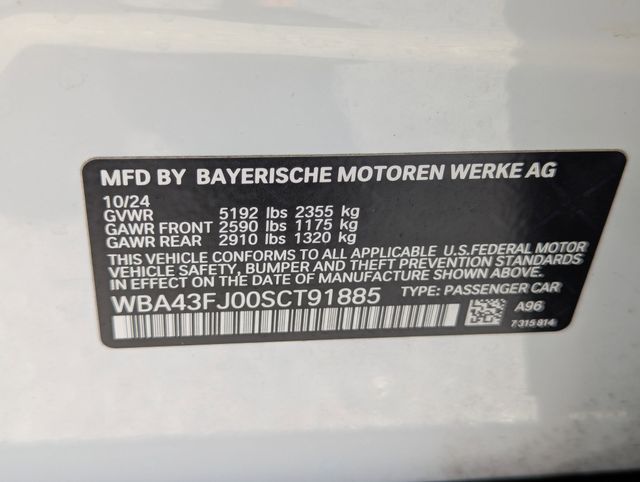 MFD BY BAYERISCHE MOTOREN WERKE AG
10/24
GVWR 5192 lbs 2355 kg
GAWR FRONT 2590 lbs 1175 kg
GAWR REAR 2910 lbs 1320 kg
THIS VEHICLE CONFORMS TO ALL APPLICABLE U.S.FEDERAL MOTOR
VEHICLE SAFETY, BUMPER AND THEFT PREVENTION STANDARDS
IN EFFECT ON THE DATE OF MANUFACTURE SHOWN ABOVE.
WBA43FJ00SCT91885 TYPE: PASSENGER CAR
A96
7315814